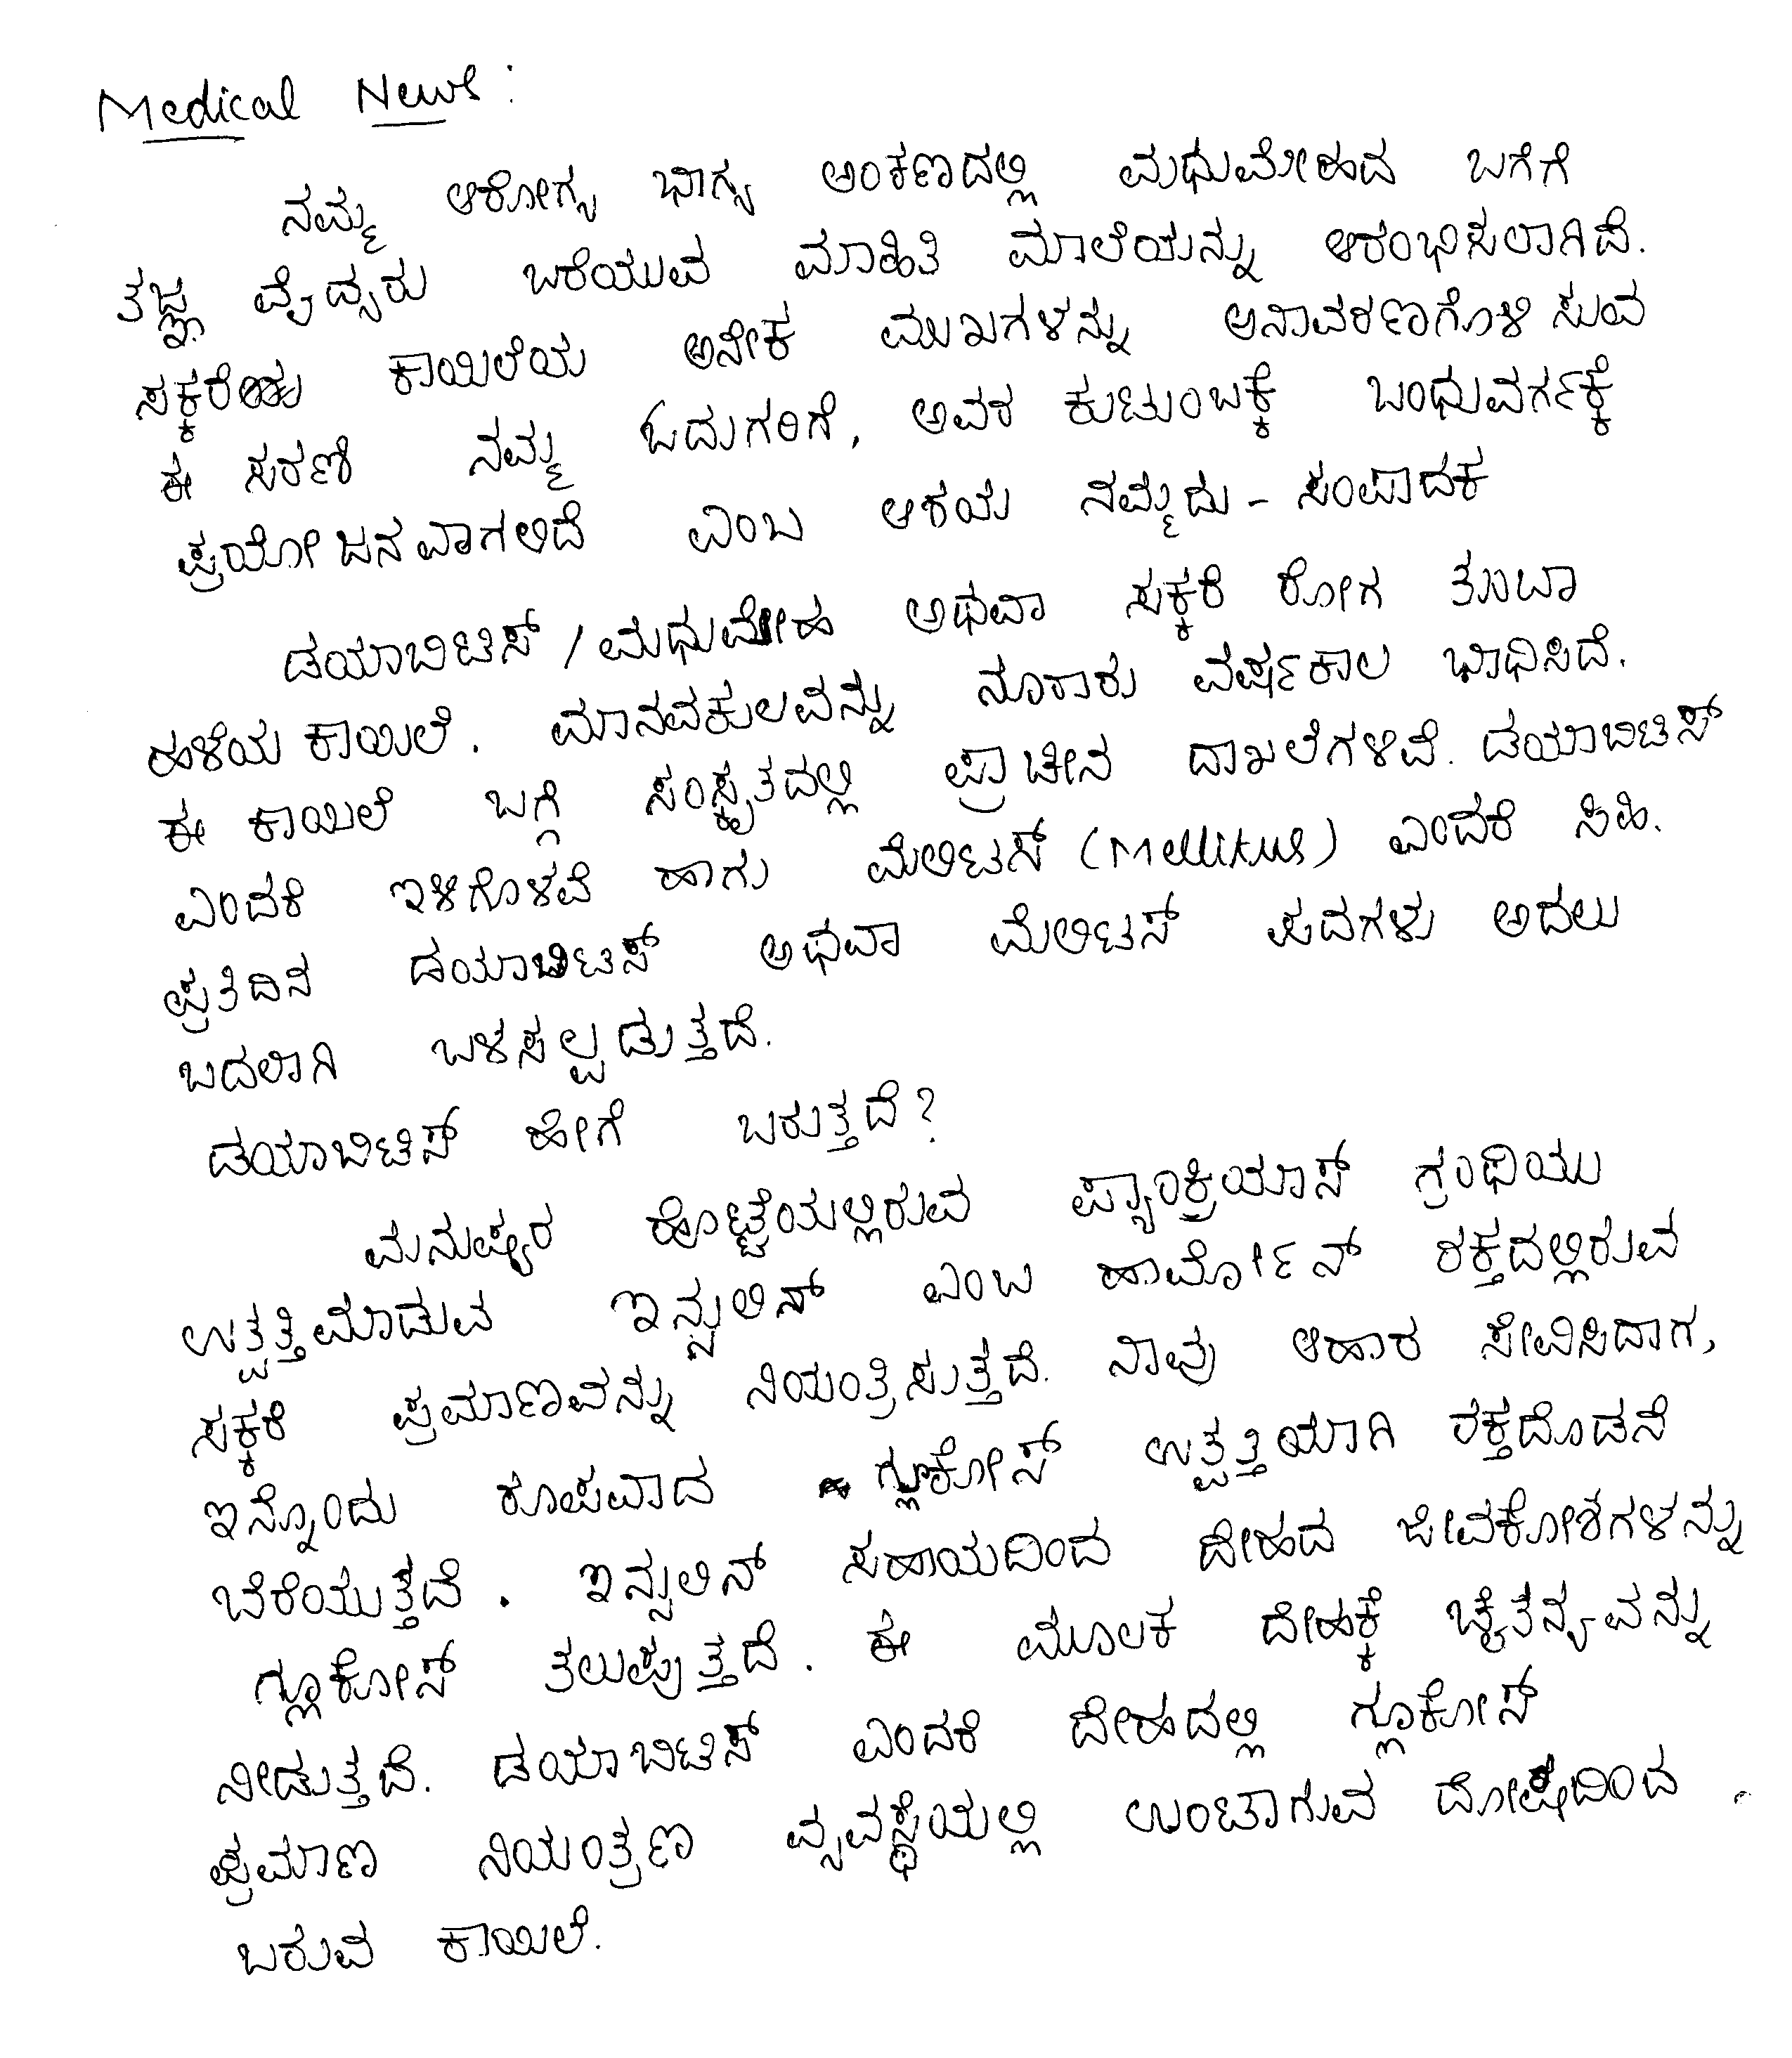 Medical News:
ನಮ್ಮ ಆರೋಗ್ಯ ಭಾಗ್ಯ ಅಂಕಣದಲ್ಲಿ ಮಧುಮೇಹದ ಬಗೆಗೆ
ತಜ್ಞ ವೈದ್ಯರು ಬರೆಯುವ ಮಾಹಿತಿ ಮಾಲೆಯನ್ನು ಆರಂಭಿಸಲಾಗಿದೆ.
ಸಕ್ಕರೆಯ ಕಾಯಿಲೆಯ ಅನೇಕ ಮುಖಗಳನ್ನು ಅನಾವರಣಗೊಳಿಸುವ
ಈ ಸರಣಿ ನಮ್ಮ ಓದುಗರಿಗೆ, ಅವರ ಕುಟುಂಬಕ್ಕೆ ಬಂಧುವರ್ಗಕ್ಕೆ
ಪ್ರಯೋಜನವಾಗಲಿದೆ ಎಂಬ ಆಶಯ ನಮ್ಮದು - ಸಂಪಾದಕ
ಡಯಾಬಿಟಿಸ್ / ಮಧುಮೇಹ ಅಥವಾ ಸಕ್ಕರೆ ರೋಗ ತುಂಬಾ
ಹಳೆಯ ಕಾಯಿಲೆ. ಮಾನವಕುಲವನ್ನು ನೂರಾರು ವರ್ಷಕಾಲ ಭಾಧಿಸಿದೆ.
ಈ ಕಾಯಿಲೆ ಬಗ್ಗೆ ಸಂಸ್ಕೃತದಲ್ಲಿ ಪ್ರಾಚೀನ ದಾಖಲೆಗಳಿವೆ. ಡಯಾಬಿಟಿಸ್
ಎಂದರೆ ಇಳಿಗೊಳವೆ ಹಾಗು ಮೆಲಿಟಸ್ (Mellitus) ಎಂದರೆ ಸಿಹಿ.
ಪ್ರತಿದಿನ ಡಯಾಬಿಟಿಸ್ ಅಥವಾ ಮೆಲಿಟಸ್ ಪದಗಳು ಅದಲು
ಬದಲಾಗಿ ಬಳಸಲ್ಪಡುತ್ತದೆ.
ಡಯಾಬಿಟಿಸ್ ಹೇಗೆ ಬರುತ್ತದೆ?
ಮನುಷ್ಯರ ಹೊಟ್ಟೆಯಲ್ಲಿರುವ ಪ್ಯಾಂಕ್ರಿಯಾಸ್ ಗ್ರಂಥಿಯು
ಉತ್ಪತ್ತಿಮಾಡುವ ಇನ್ಸುಲಿನ್ ಎಂಬ ಹಾರ್ಮೋನ್ ರಕ್ತದಲ್ಲಿರುವ
ಸಕ್ಕರೆ ಪ್ರಮಾಣವನ್ನು ನಿಯಂತ್ರಿಸುತ್ತದೆ. ನಾವು ಆಹಾರ ಸೇವಿಸಿದಾಗ,
ಇನ್ನೊಂದು ರೂಪವಾದ ಗ್ಲೂಕೋಸ್ ಉತ್ಪತ್ತಿಯಾಗಿ ರಕ್ತದೊಡನೆ
ಬೆರೆಯುತ್ತದೆ. ಇನ್ಸುಲಿನ್ ಸಹಾಯದಿಂದ ದೇಹದ ಜೀವಕೋಶಗಳನ್ನು
ಗ್ಲೂಕೋಸ್ ತಲುಪುತ್ತದೆ. ಈ ಮೂಲಕ ದೇಹಕ್ಕೆ ಚೈತನ್ಯವನ್ನು
ನೀಡುತ್ತದೆ. ಡಯಾಬಿಟಿಸ್ ಎಂದರೆ ದೇಹದಲ್ಲಿ ಗ್ಲೂಕೋಸ್
ಪ್ರಮಾಣ ನಿಯಂತ್ರಣ ವ್ಯವಸ್ಥೆಯಲ್ಲಿ ಉಂಟಾಗುವ ದೋಷದಿಂದ
ಬರುವ ಕಾಯಿಲೆ.